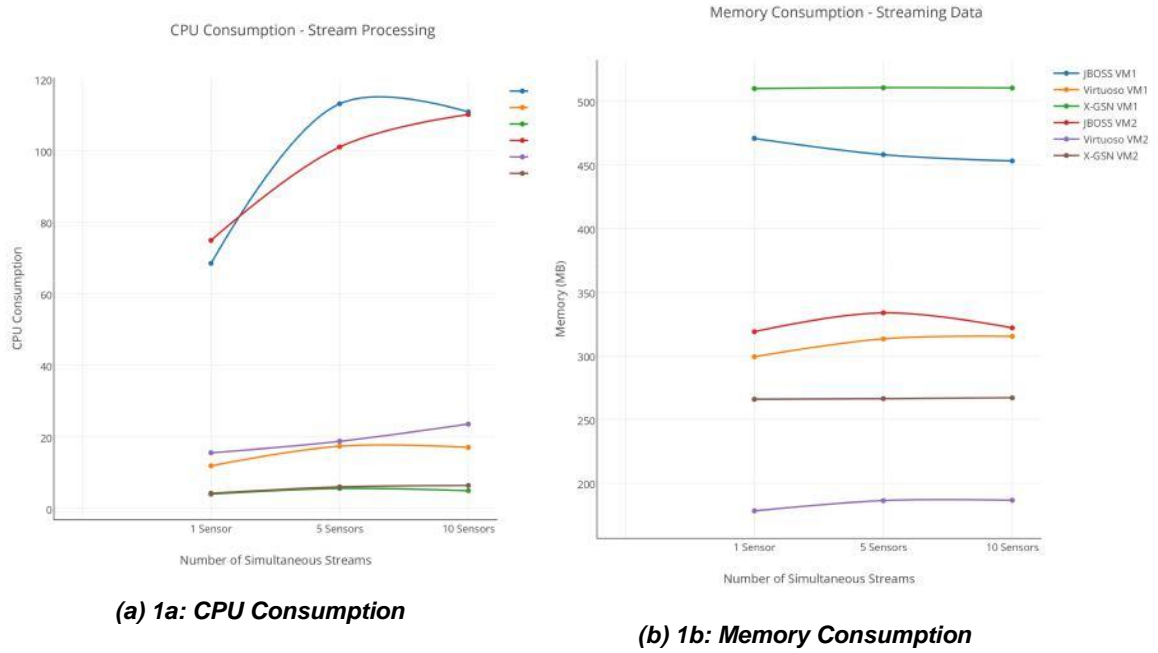 CPU Consumption - Stream Processing
120
100
80
60
40
20
0
CPU Consumption
1 Sensor
5 Sensors
10 Sensors
Number of Simultaneous Streams
(a) 1a: CPU Consumption
Memory Consumption - Streaming Data
500
450
400
350
300
250
200
Memory (MB)
1 Sensor
5 Sensors
10 Sensors
Number of Simultaneous Streams
JBOSS VM1
Virtuoso VM1
X-GSN VM1
JBOSS VM2
Virtuoso VM2
X-GSN VM2
(b) 1b: Memory Consumption